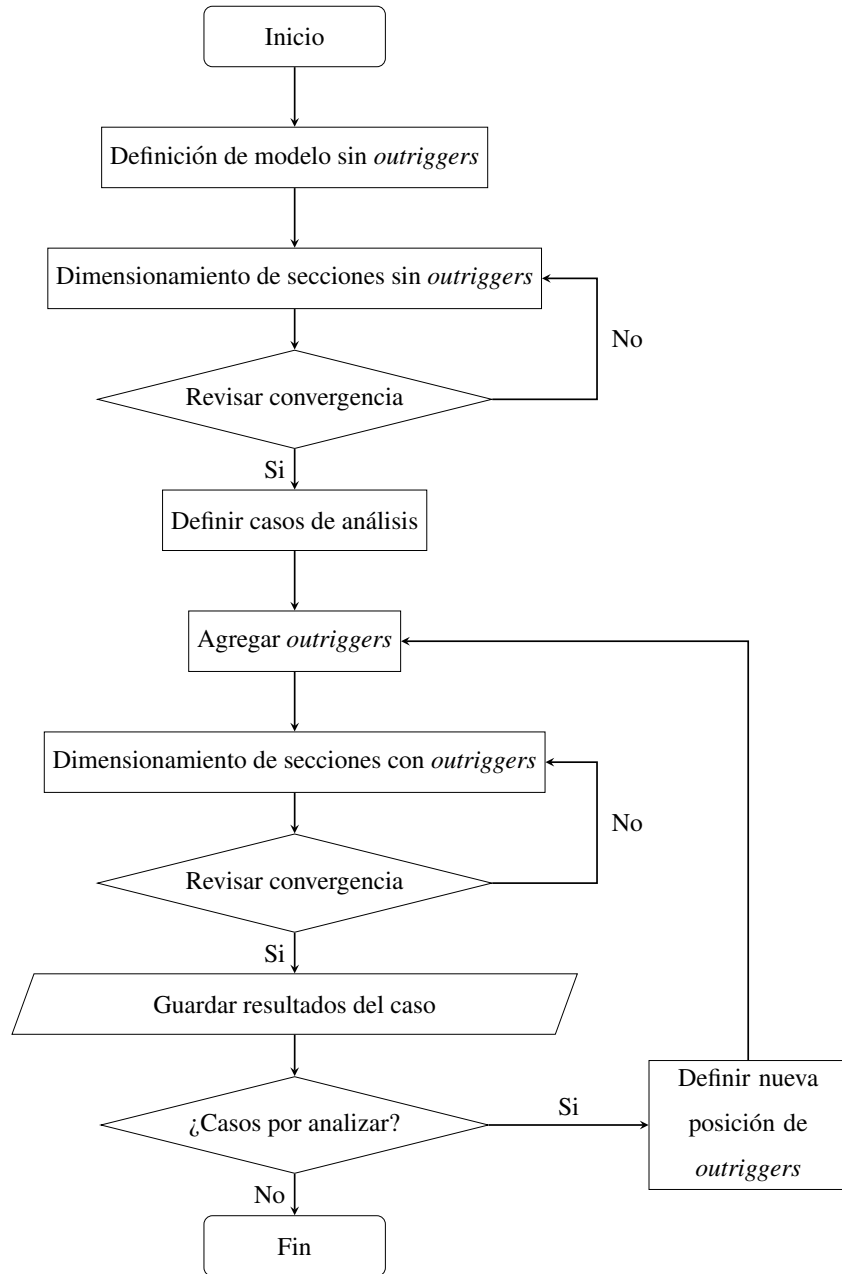 Inicio
Definición de modelo sin outriggers
Dimensionamiento de secciones sin outriggers
No
Revisar convergencia
Si
Definir casos de análisis
Agregar outriggers
Dimensionamiento de secciones con outriggers
No
Revisar convergencia
Si
Guardar resultados del caso
¿Casos por analizar?
Si
Definir nueva
posición de
outriggers
No
Fin